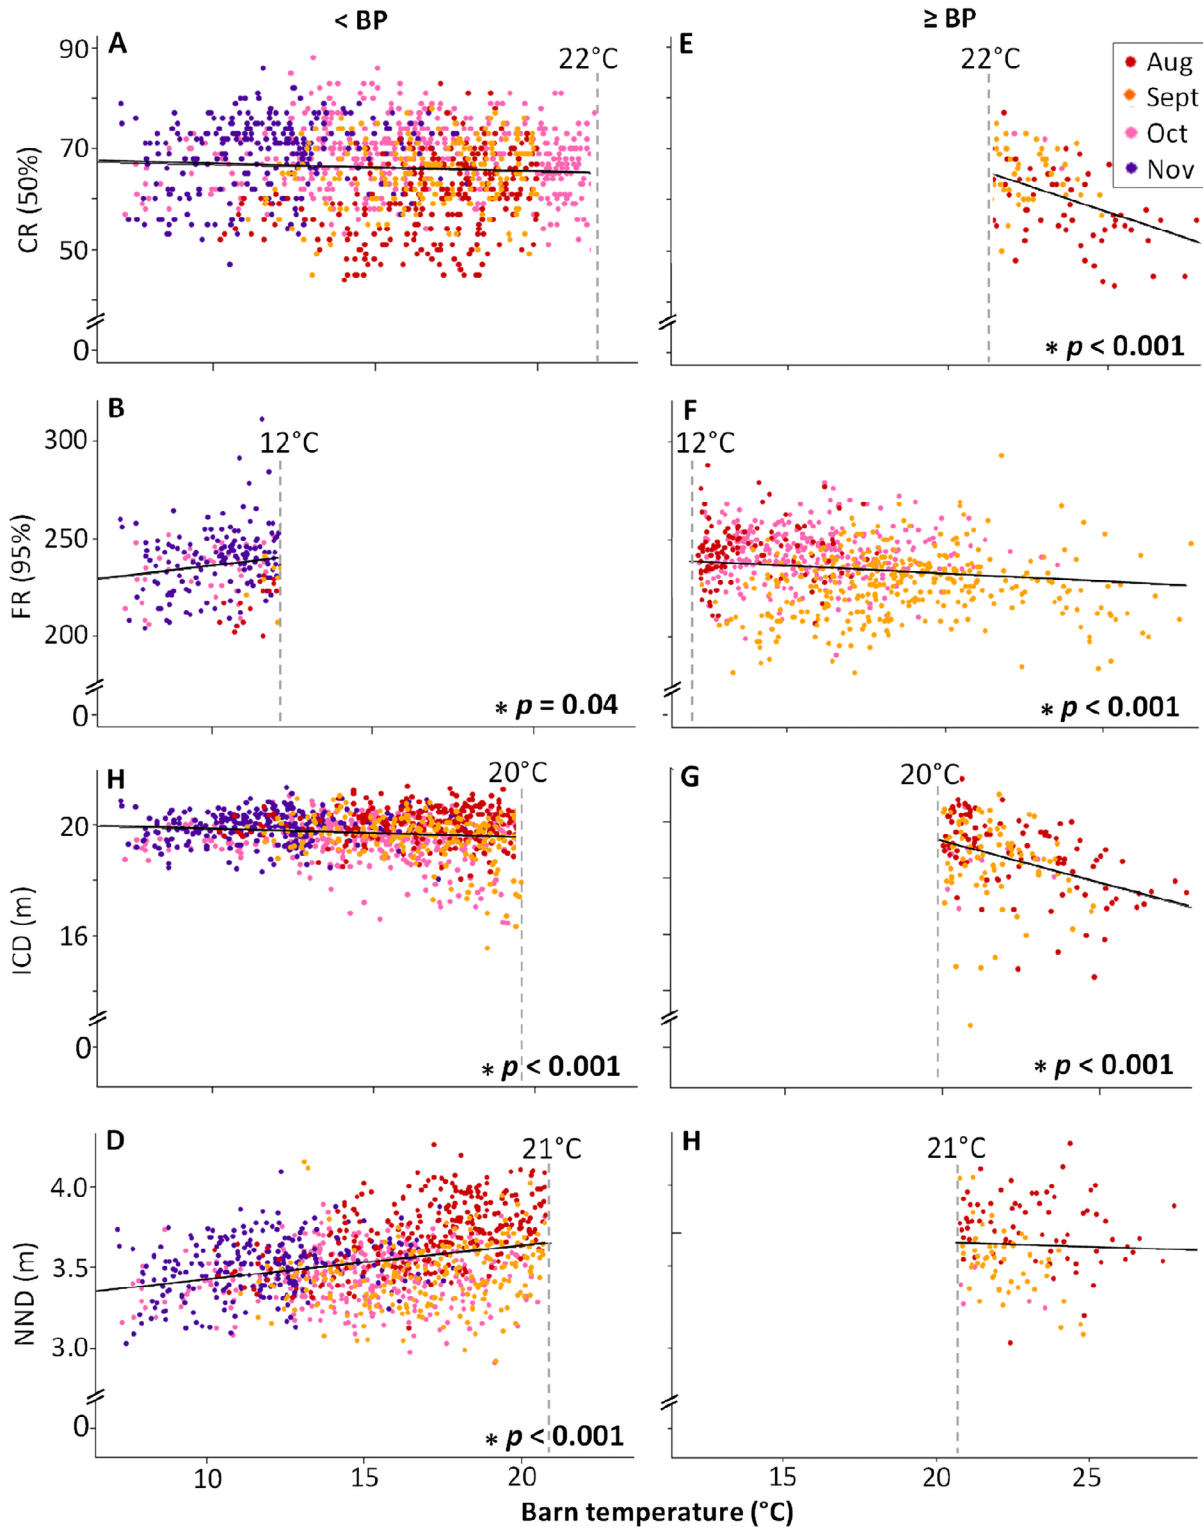 < BP
≥ BP
A
22°C
90
70
50
0
CR (50%)
E
22°C
Aug
Sept
Oct
Nov
* p < 0.001
B
12°C
300
250
200
0
FR (95%)
* p = 0.04
F
12°C
* p < 0.001
H
20°C
20
16
0
ICD (m)
* p < 0.001
G
20°C
* p < 0.001
D
21°C
4.0
3.5
3.0
0
NND (m)
* p < 0.001
H
21°C
10 15 20 15 20 25
Barn temperature (°C)